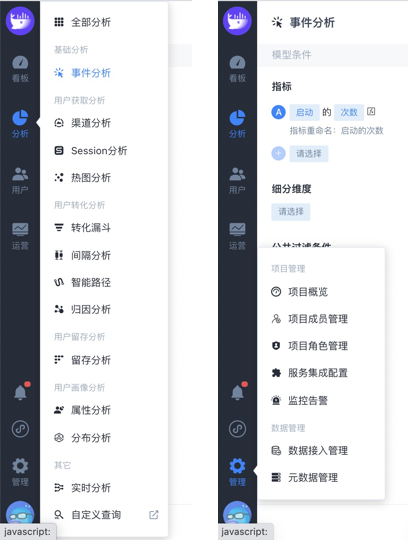 全部分析
基础分析
看板
事件分析
用户获取分析
渠道分析
分析
Session分析
热图分析
用户
用户转化分析
转化漏斗
运营
间隔分析
智能路径
归因分析
用户留存分析
留存分析
用户画像分析
属性分析
分布分析
其它
管理
实时分析
自定义查询
javascript:
事件分析
模型条件
看板
指标
A 启动 的 次数
分析
指标重命名：启动的次数
+ 请选择
用户
细分维度
请选择
运营
公共过滤条件
项目管理
项目概览
项目成员管理
项目角色管理
服务集成配置
监控告警
数据管理
数据接入管理
管理
元数据管理
javascript: